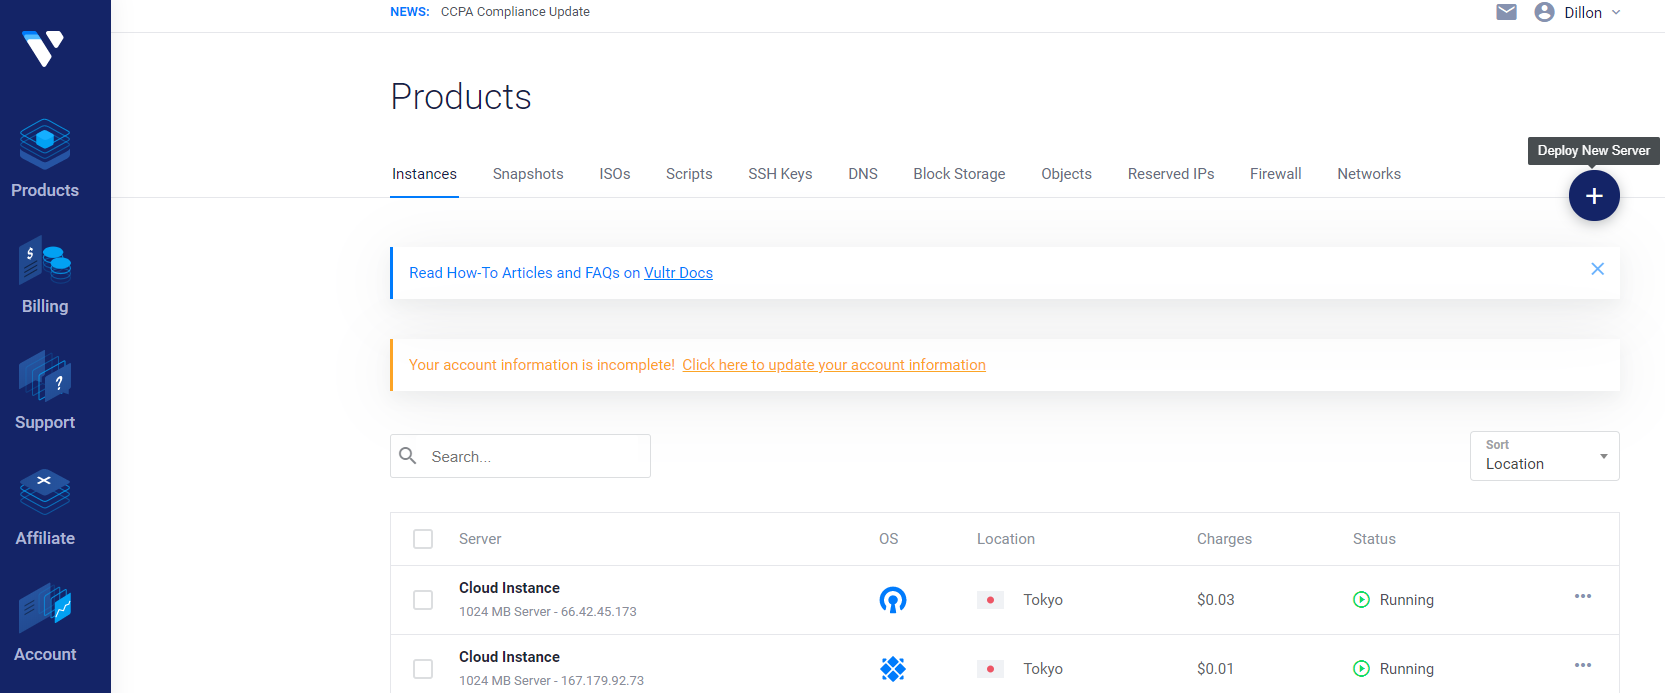 NEWS: CCPA Compliance Update
Dillon
Products
Deploy New Server
Instances Snapshots ISOs Scripts SSH Keys DNS Block Storage Objects Reserved IPs Firewall Networks
Products
Read How-To Articles and FAQs on Vultr Docs
$
Billing
Your account information is incomplete! Click here to update your account information
?
Support
Search...
Sort
Location
Affiliate
Server OS Location Charges Status
Cloud Instance
1024 MB Server - 66.42.45.173
Tokyo $0.03 Running
Account
Cloud Instance
1024 MB Server - 167.179.92.73
Tokyo $0.01 Running